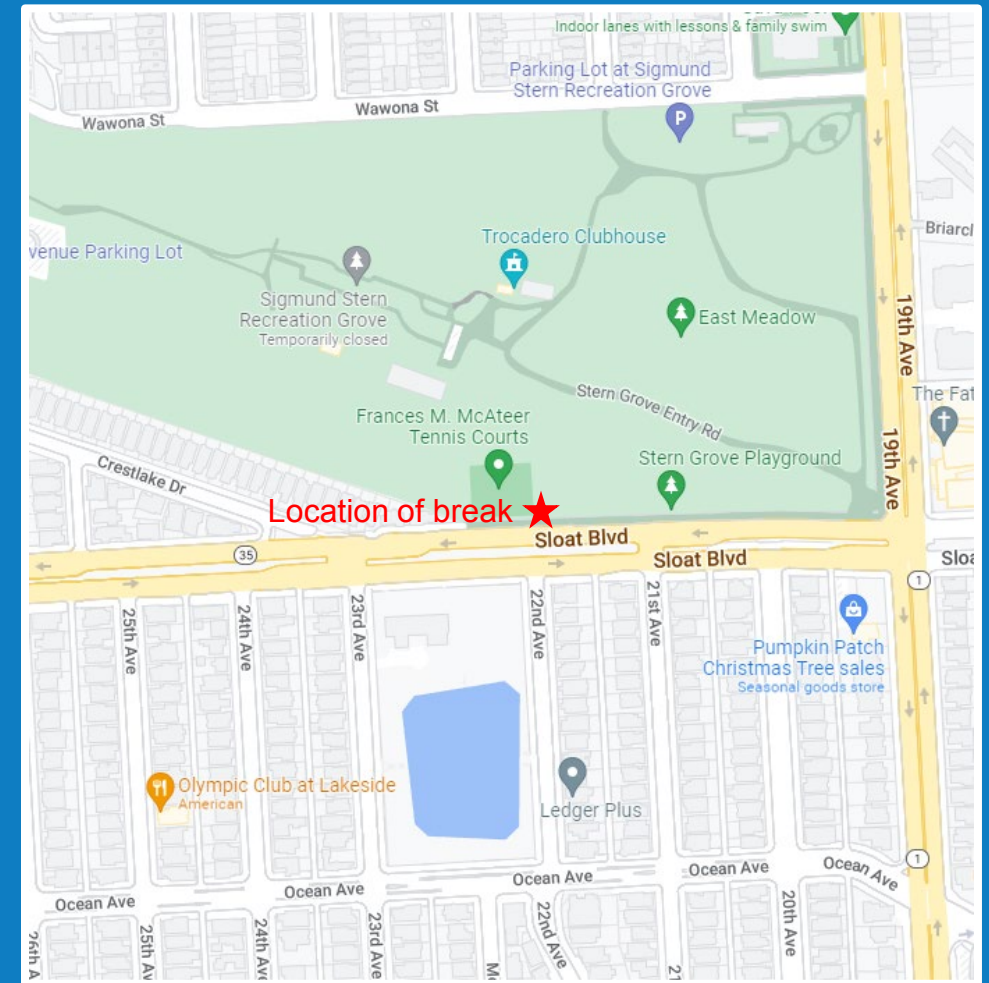 Indoor lanes with lessons & family swim
Parking Lot at Sigmund
Stern Recreation Grove
P
Wawona St
Wawona St
Briarcl
venue Parking Lot
Trocadero Clubhouse
Sigmund Stern
Recreation Grove
Temporarily closed
East Meadow
19th Ave
The Fat
Stern Grove Entry Rd
Frances M. McAteer
Tennis Courts
19th Ave
Stern Grove Playground
Crestlake Dr
Location of break
Sloat Blvd
35
Sloat Blvd
Sloa
1
25th Ave
24th Ave
23rd Ave
22nd Ave
21st Ave
Pumpkin Patch
Christmas Tree sales
Seasonal goods store
Olympic Club at Lakeside
American
Ledger Plus
1
Ocean Ave
Ocean Ave
Ocean Ave
Ocean Ave
Ocean Ave
26th A
25th Av
24th Ave
23rd Ave
22nd Ave
21
20th Ave